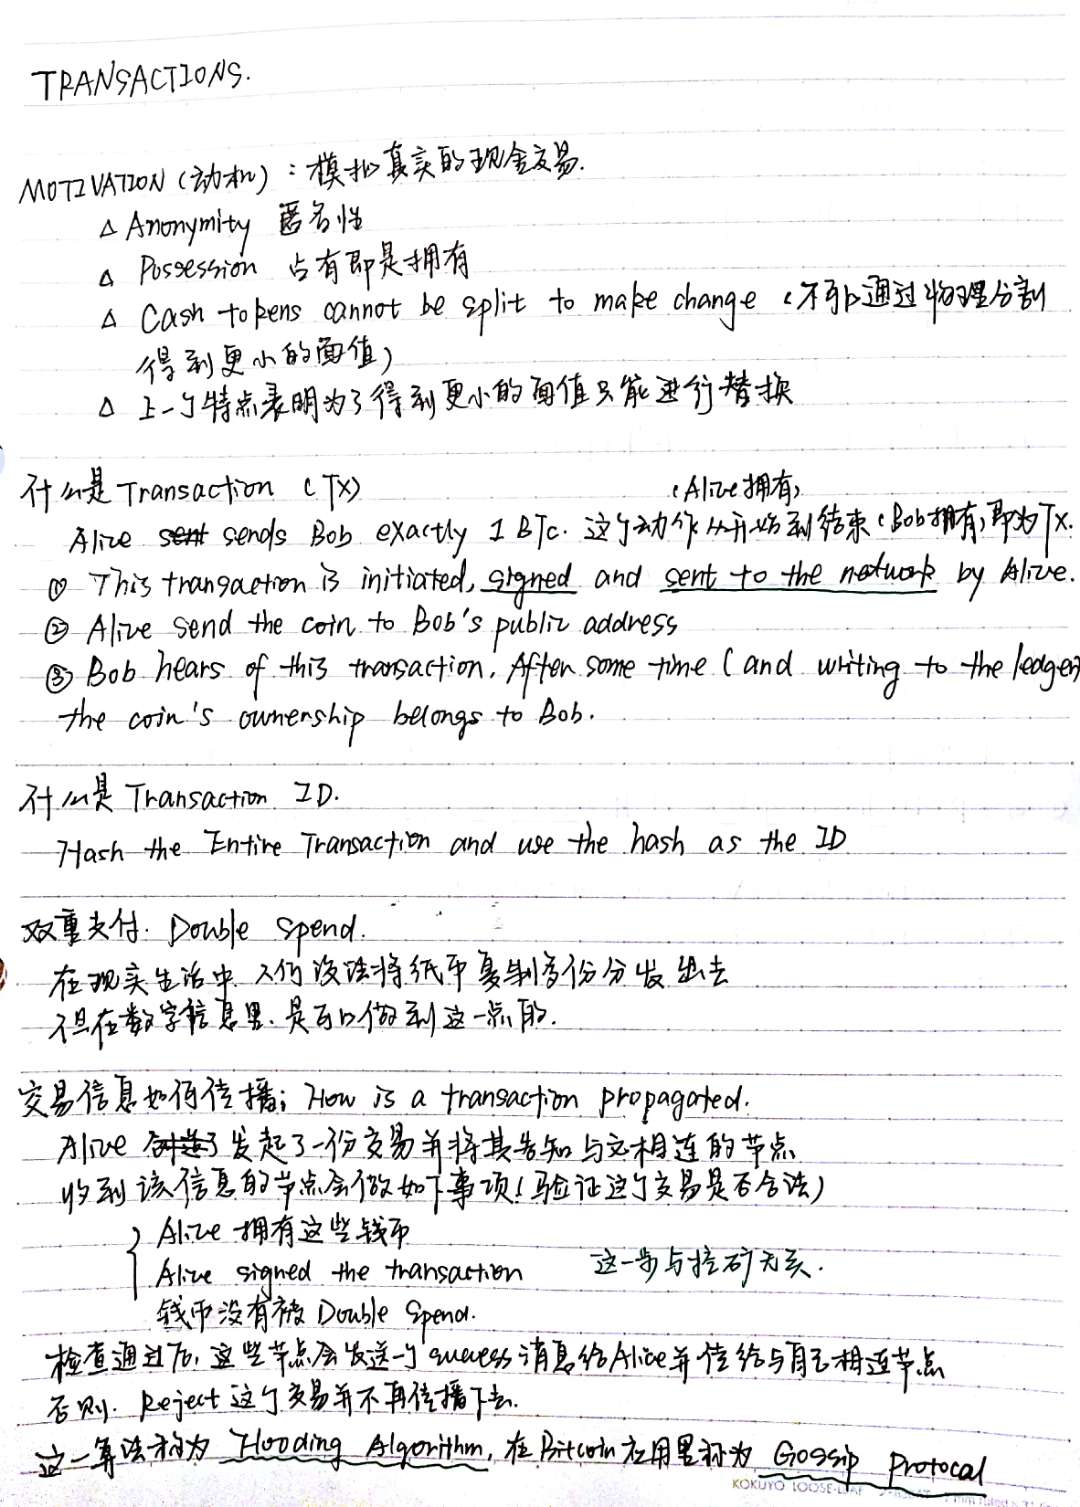 TRANSACTIONS.
MOTIVATION (动机) : 模拟真实的现金交易.
△ Anonymity 匿名性
△ Possession 占有即是拥有
△ Cash tokens cannot be split to make change (不可以通过物理分割
得到更小的面值)
△ 上一个特点表明为了得到更小的面值只能进行替换
什么是 Transaction (TX)
(Alice拥有)
Alice sent sends Bob exactly 1 BTC. 这个动作从开始到结束(Bob拥有)即为TX.
① This transaction is initiated, signed and sent to the network by Alice.
② Alice send the coin to Bob's public address
③ Bob hears of this transaction. After some time (and writing to the ledger)
the coin's ownership belongs to Bob.
什么是 Transaction ID.
Hash the Entire Transaction and use the hash as the ID
双重支付. Double Spend.
在现实生活中 人们没法将纸币复制多份分发出去
但在数字信息里. 是可以做到这一点的.
交易信息如何传播; How is a transaction propagated.
Alice 发起了一份交易并将其告知与之相连的节点
收到该信息的节点会做如下事项(验证这个交易是否合法)
Alice 拥有这些钱币
Alice signed the transaction 这一步与挖矿无关.
钱币没有被 Double Spend.
检查通过后, 这些节点会发送一个 success 消息给Alice并传给与自己相连节点
否则. Reject 这个交易并不再传播下去.
这一算法称为 Flooding Algorithm, 在 Bitcoin 应用里称为 Gossip Protocal
KOKUYO LOOSE-LEAF